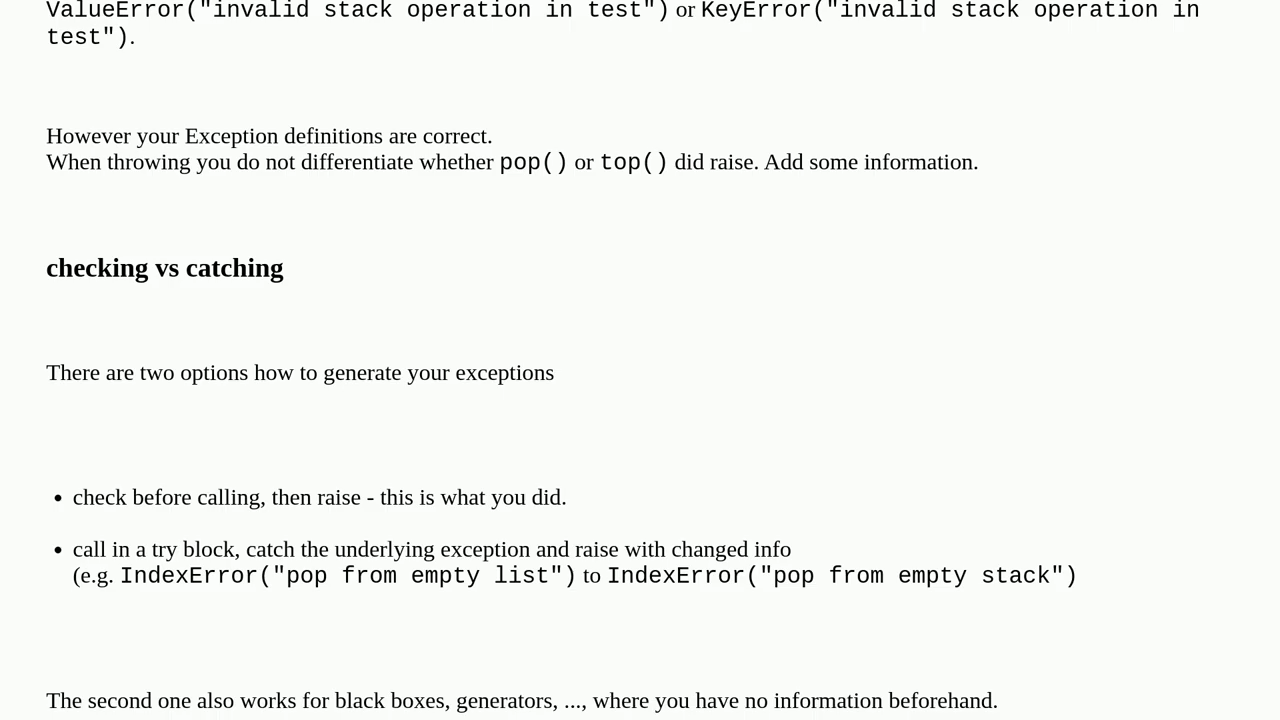 ValueError("invalid stack operation in test") or KeyError("invalid stack operation in
test").
However your Exception definitions are correct.
When throwing you do not differentiate whether pop() or top() did raise. Add some information.
checking vs catching
There are two options how to generate your exceptions
• check before calling, then raise - this is what you did.
• call in a try block, catch the underlying exception and raise with changed info
(e.g. IndexError("pop from empty list") to IndexError("pop from empty stack")
The second one also works for black boxes, generators, ..., where you have no information beforehand.